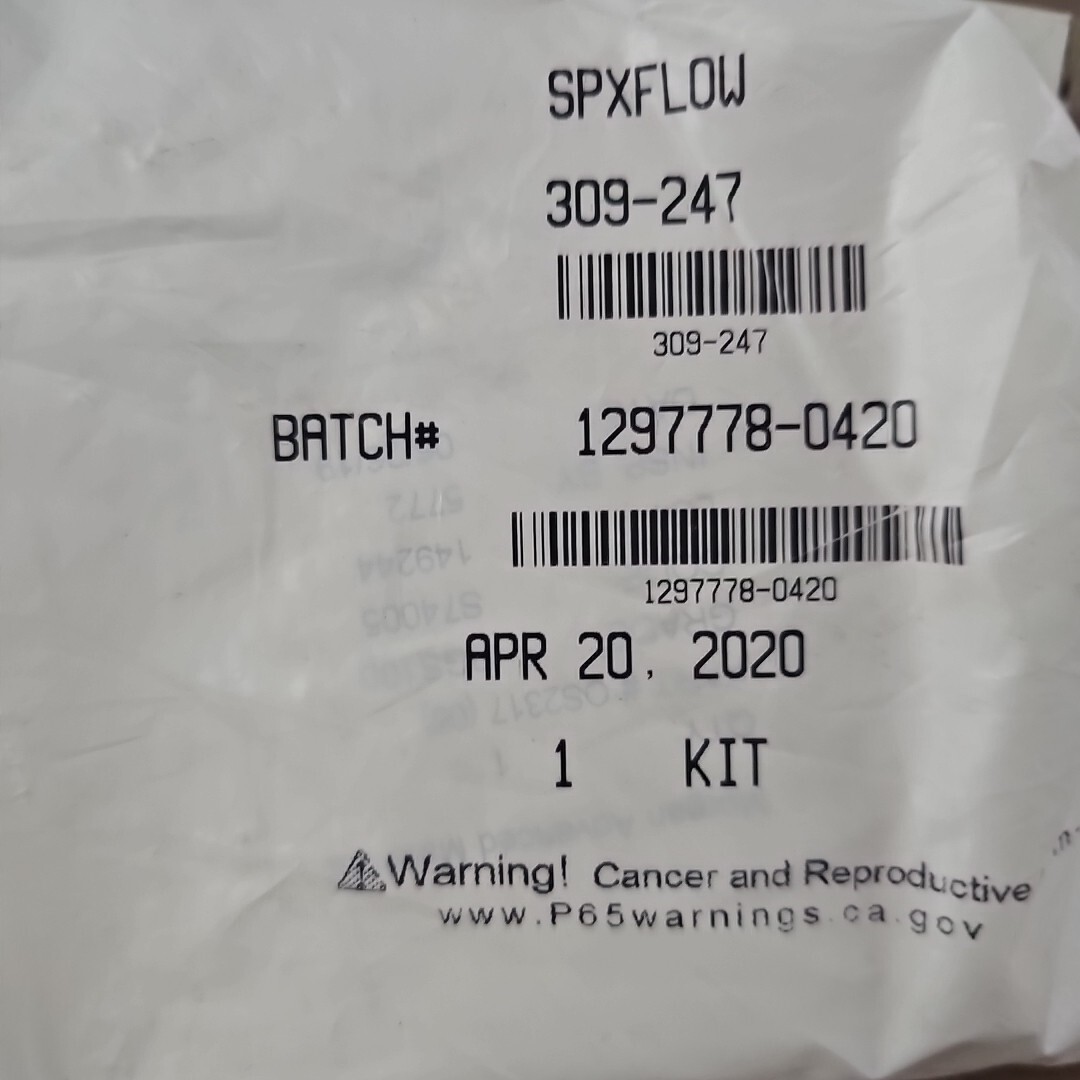 SPXFLOW
309-247
309-247
BATCH# 1297778-0420
1297778-0420
APR 20, 2020
1 KIT
Warning! Cancer and Reproductive
www.P65warnings.ca.gov